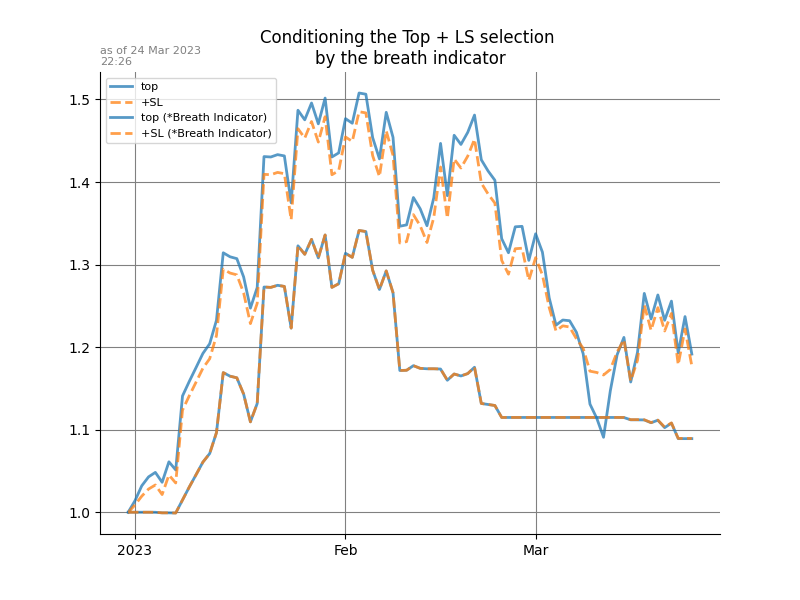 Conditioning the Top + LS selection
by the breath indicator
as of 24 Mar 2023
22:26
top
+SL
top (*Breath Indicator)
+SL (*Breath Indicator)
1.5
1.4
1.3
1.2
1.1
1.0
2023 Feb Mar